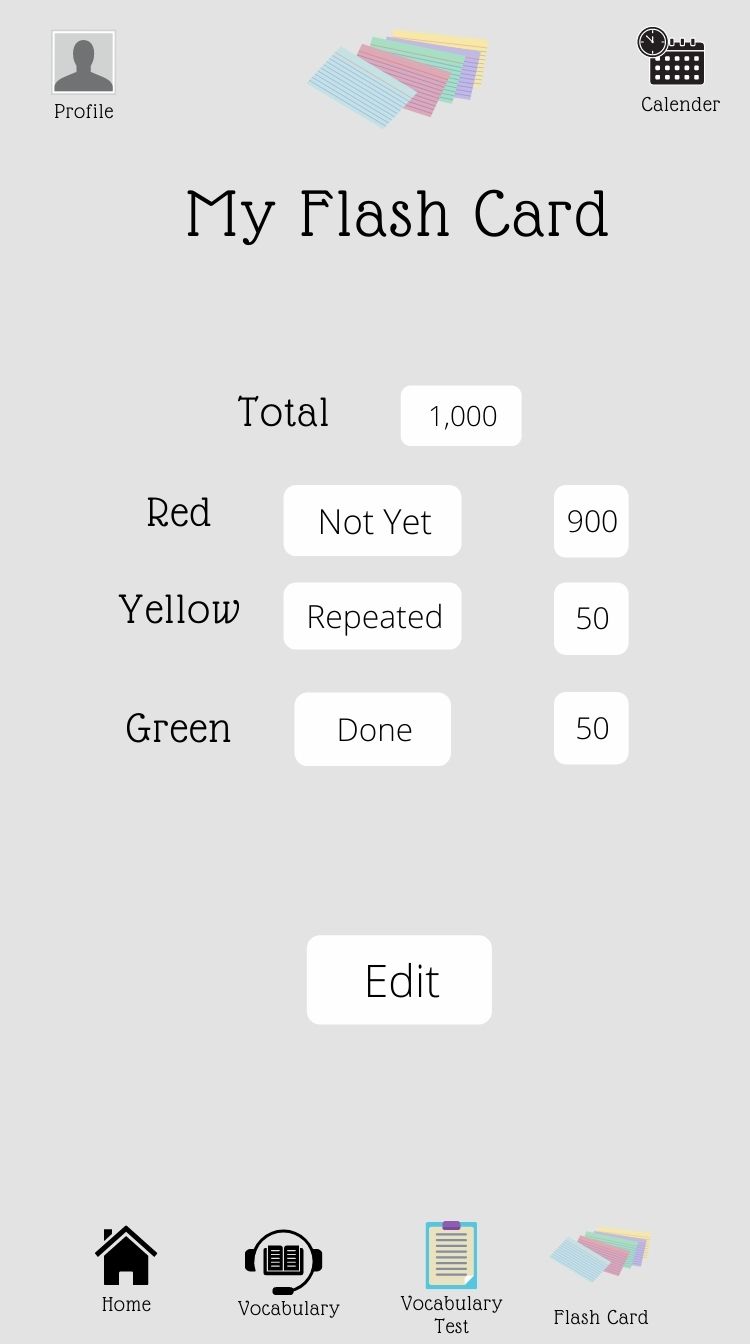 Profile
Calender
My Flash Card
Total 1,000
Red Not Yet 900
Yellow Repeated 50
Green Done 50
Edit
Home
Vocabulary
Vocabulary
Test
Flash Card